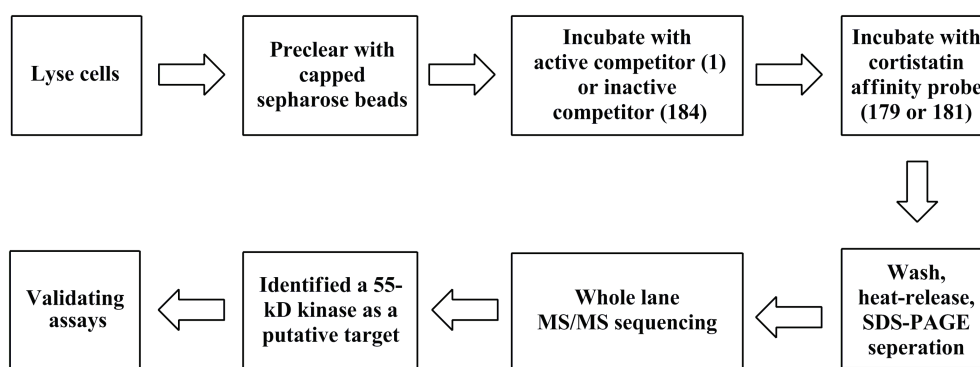 Lyse cells
Preclear with
capped
sepharose beads
Incubate with
active competitor (1)
or inactive
competitor (184)
Incubate with
cortistatin
affinity probe
(179 or 181)
Wash,
heat-release,
SDS-PAGE
seperation
Whole lane
MS/MS sequencing
Identified a 55-
kD kinase as a
putative target
Validating
assays